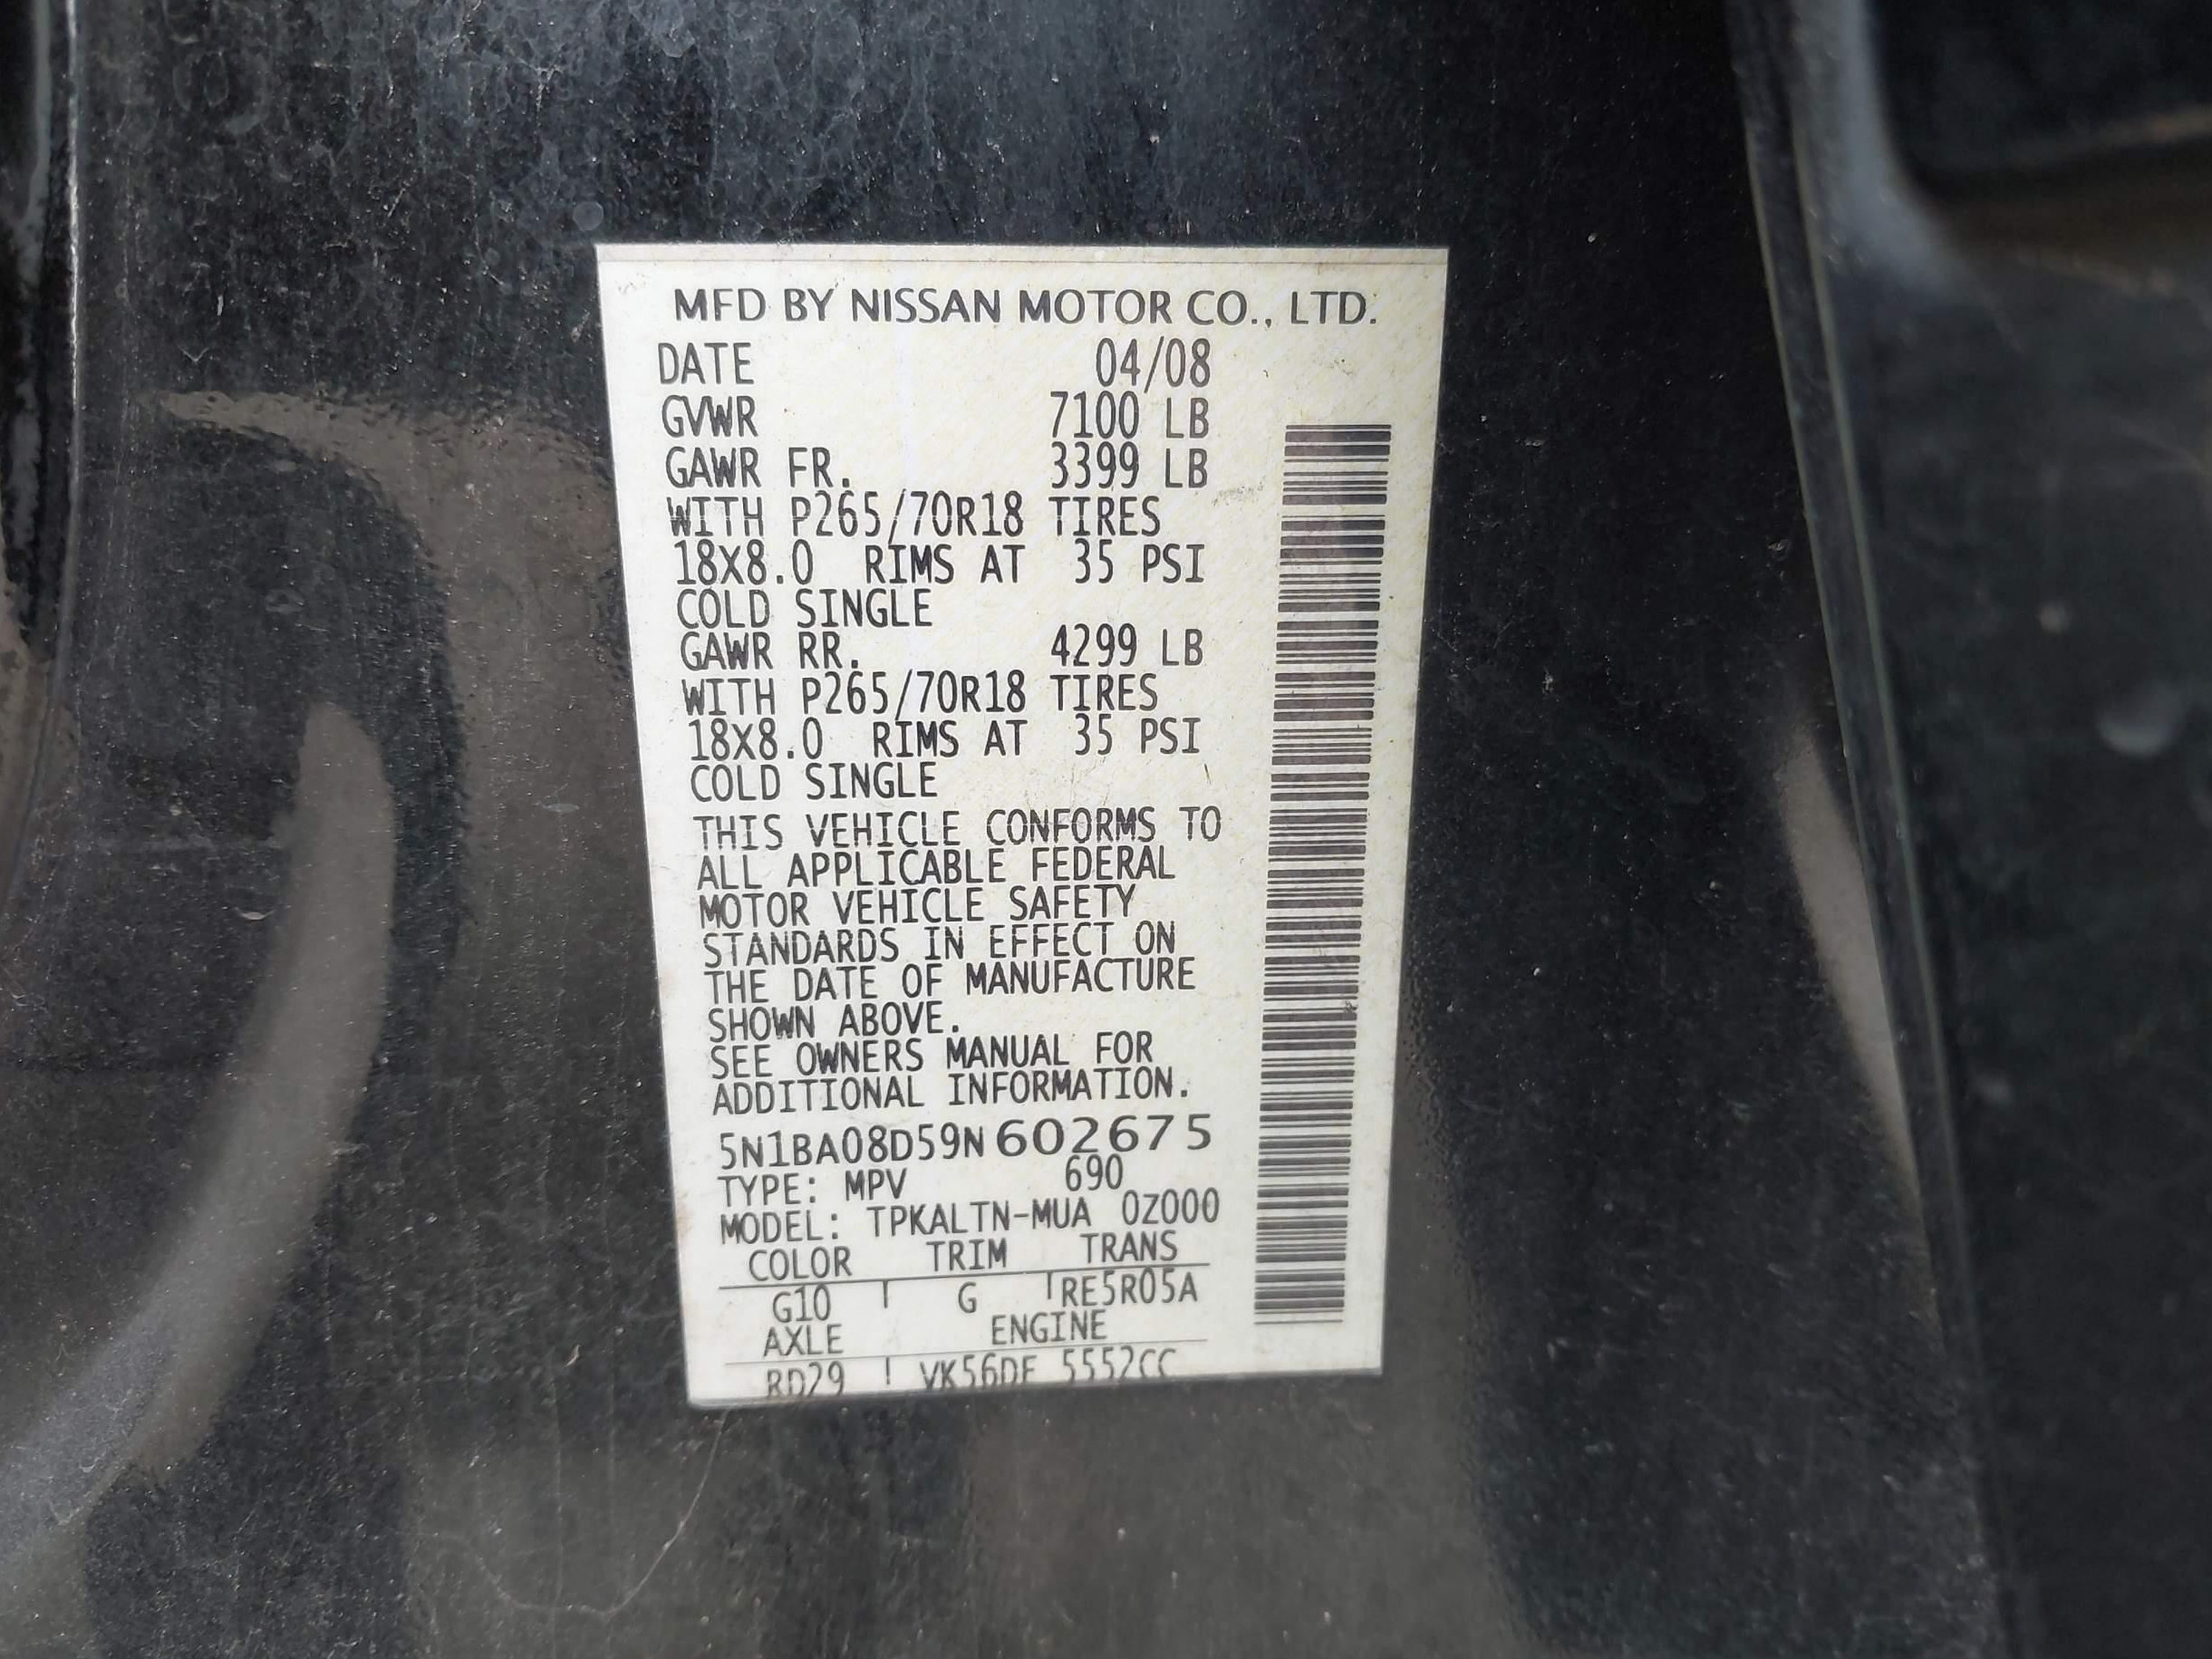 MFD BY NISSAN MOTOR CO., LTD.
DATE 04/08
GVWR 7100 LB
GAWR FR. 3399 LB
WITH P265/70R18 TIRES
18X8.0 RIMS AT 35 PSI
COLD SINGLE
GAWR RR. 4299 LB
WITH P265/70R18 TIRES
18X8.0 RIMS AT 35 PSI
COLD SINGLE
THIS VEHICLE CONFORMS TO
ALL APPLICABLE FEDERAL
MOTOR VEHICLE SAFETY
STANDARDS IN EFFECT ON
THE DATE OF MANUFACTURE
SHOWN ABOVE.
SEE OWNERS MANUAL FOR
ADDITIONAL INFORMATION.
5N1BA08D59N602675
TYPE: MPV 690
MODEL: TPKALTN-MUA 0Z000
COLOR TRIM TRANS
G10 G RE5R05A
AXLE ENGINE
RD29 VK56DE 5552CC